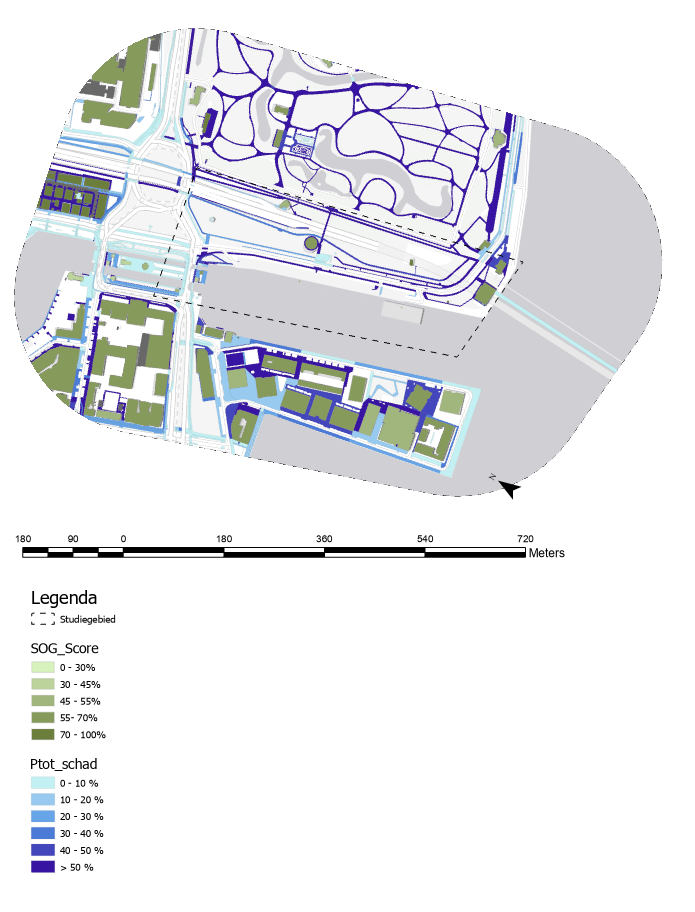 N
180 90 0 180 360 540 720
Meters
Legenda
Studiegebied
SOG_Score
0 - 30%
30 - 45%
45 - 55%
55- 70%
70 - 100%
Ptot_schad
0 - 10 %
10 - 20 %
20 - 30 %
30 - 40 %
40 - 50 %
> 50 %